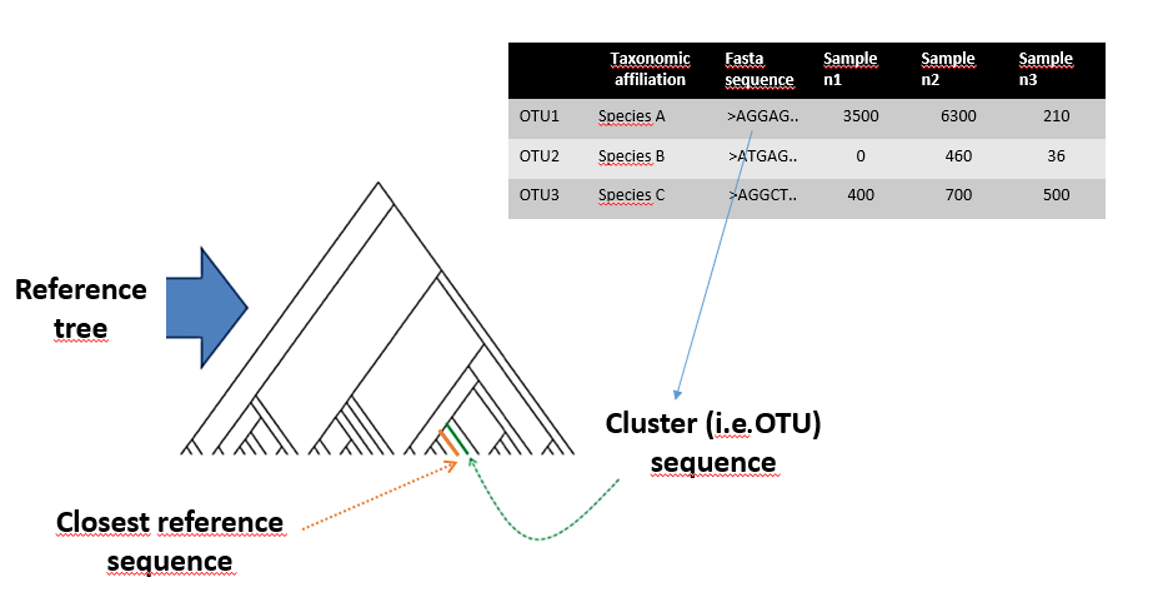 Taxonomic affiliation Fasta sequence Sample n1 Sample n2 Sample n3
OTU1 Species A >AGGAG.. 3500 6300 210
OTU2 Species B >ATGAG.. 0 460 36
OTU3 Species C >AGGCT.. 400 700 500
Reference
tree
Cluster (i.e.OTU)
sequence
Closest reference
sequence